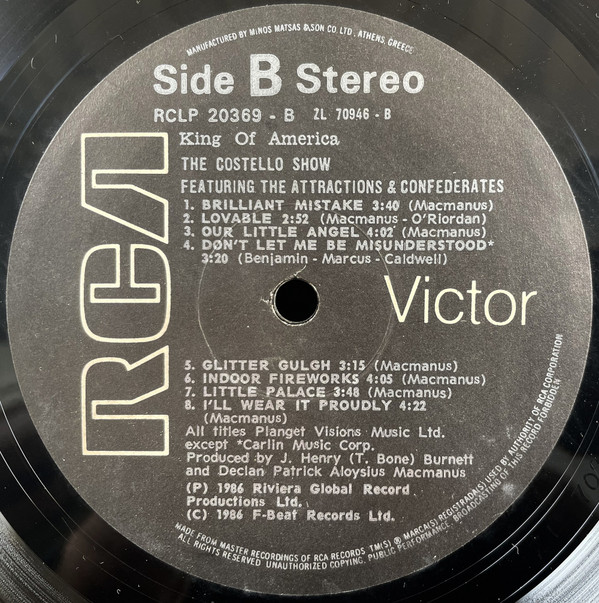 MANUFACTURED BY MINOS MATSAS & SON CO. LTD., ATHENS, GREECE
Side B Stereo
RCLP 20369 - B ZL 70946 - B
King Of America
THE COSTELLO SHOW
FEATURING THE ATTRACTIONS & CONFEDERATES
1. BRILLIANT MISTAKE 3:40 (Macmanus)
2. LOVABLE 2:52 (Macmanus - O'Riordan)
3. OUR LITTLE ANGEL 4:02 (Macmanus)
4. DON'T LET ME BE MISUNDERSTOOD*
3:20 (Benjamin - Marcus - Caldwell)
RCA
Victor
5. GLITTER GULGH 3:15 (Macmanus)
6. INDOOR FIREWORKS 4:05 (Macmanus)
7. LITTLE PALACE 3:48 (Macmanus)
8. I'LL WEAR IT PROUDLY 4:22
(Macmanus)
All titles Plangent Visions Music Ltd.
except *Carlin Music Corp.
Produced by J. Henry (T. Bone) Burnett
and Declan Patrick Aloysius Macmanus
(P) 1986 Riviera Global Record
Productions Ltd.
(C) 1986 F-Beat Records Ltd.
MADE FROM MASTER RECORDINGS OF RCA RECORDS TM(S) ® MARCA(S) REGISTRADA(S) USED BY AUTHORITY OF RCA CORPORATION
ALL RIGHTS RESERVED. UNAUTHORIZED COPYING, PUBLIC PERFORMANCE, BROADCASTING OF THIS RECORD FORBIDDEN